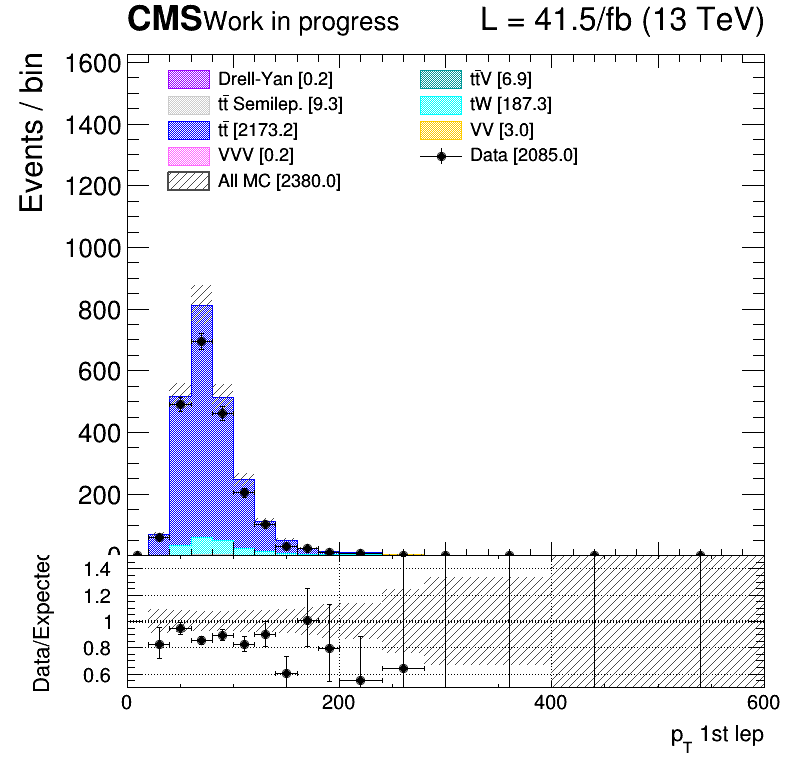 CMS Work in progress L = 41.5/fb (13 TeV)
Events / bin
1600
1400
1200
1000
800
600
400
200
0
Drell-Yan [0.2]
tt̄ Semilep. [9.3]
tt̄ [2173.2]
VVV [0.2]
All MC [2380.0]
tt̄V [6.9]
tW [187.3]
VV [3.0]
Data [2085.0]
Data/Expected
1.4
1.2
1
0.8
0.6
0 200 400 600
p_T 1st lep